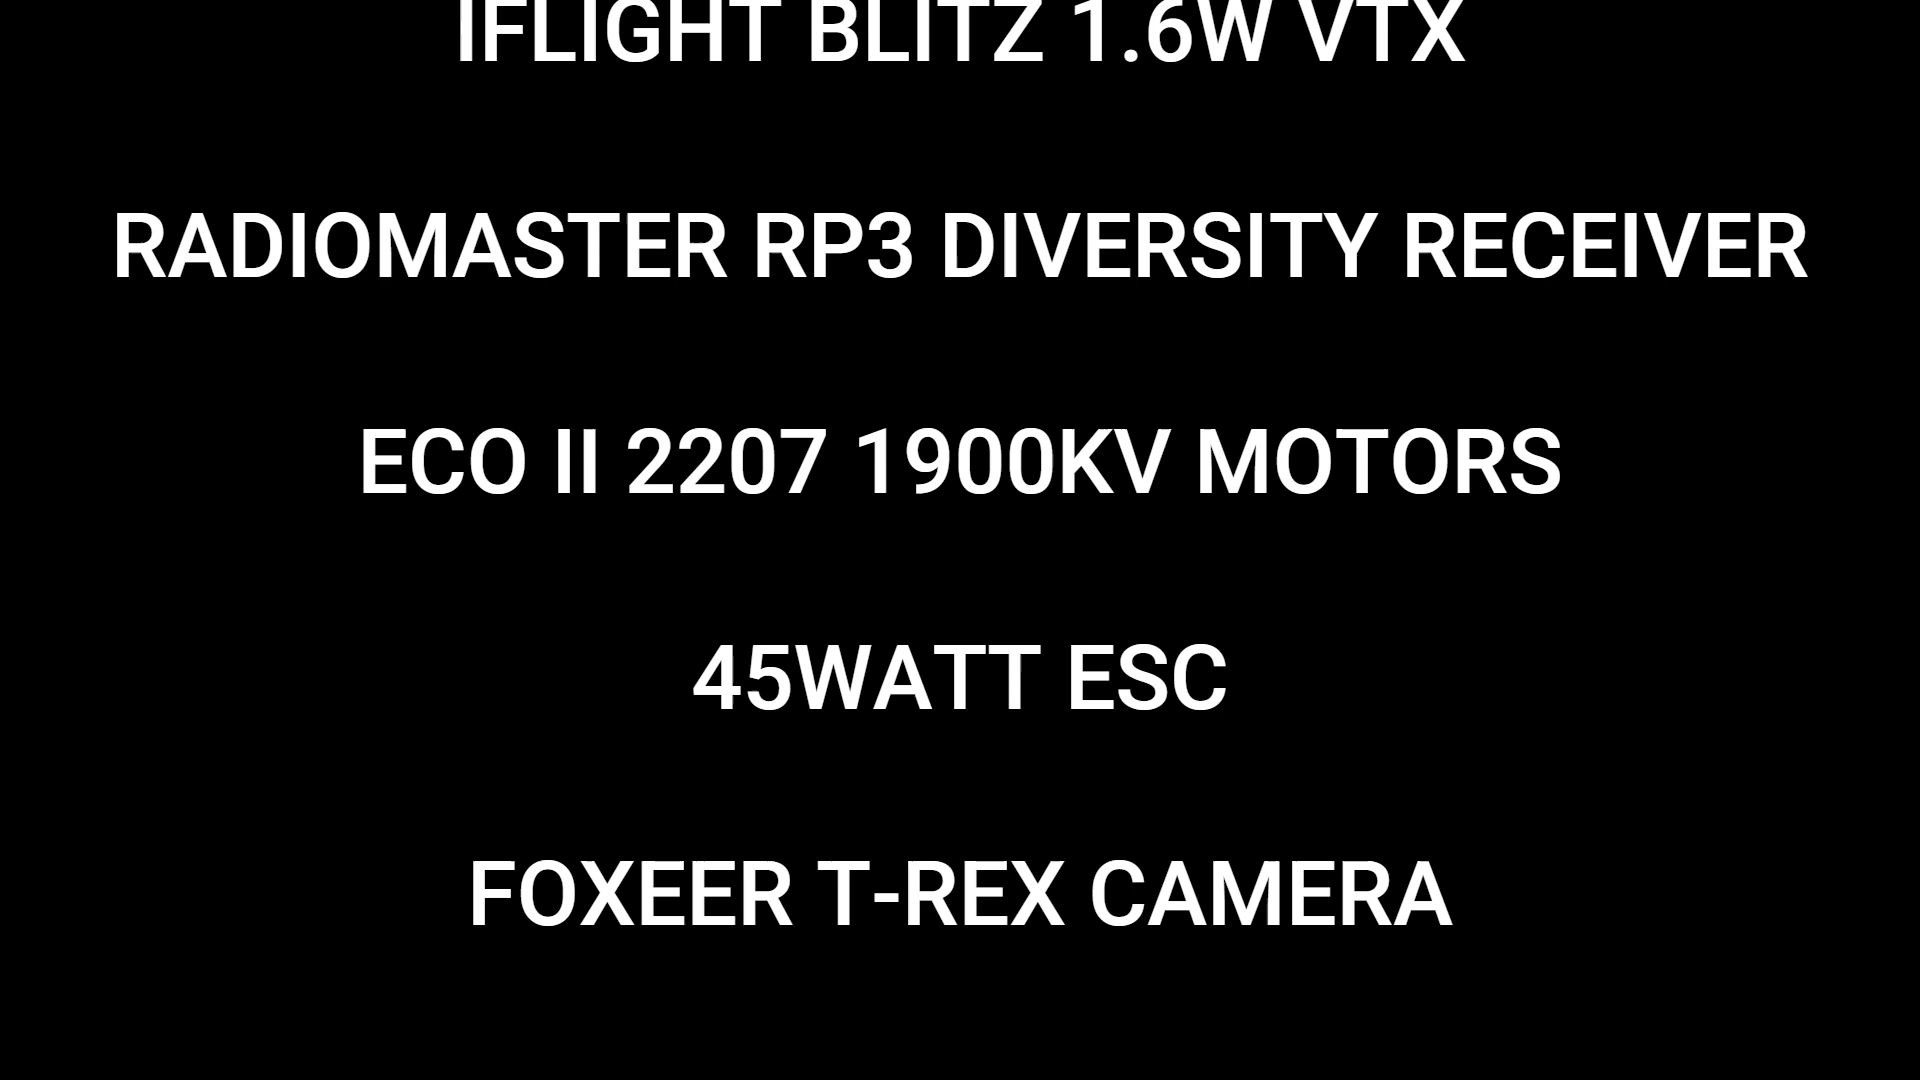 IFLIGHT BLITZ 1.6W VTX
RADIOMASTER RP3 DIVERSITY RECEIVER
ECO II 2207 1900KV MOTORS
45WATT ESC
FOXEER T-REX CAMERA